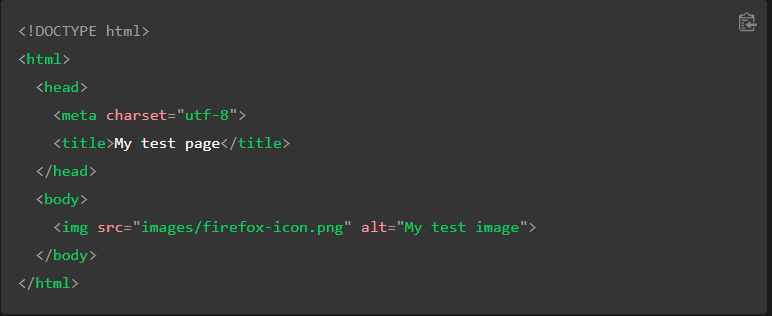 <!DOCTYPE html>
<html>
  <head>
    <meta charset="utf-8">
    <title>My test page</title>
  </head>
  <body>
    <img src="images/firefox-icon.png" alt="My test image">
  </body>
</html>